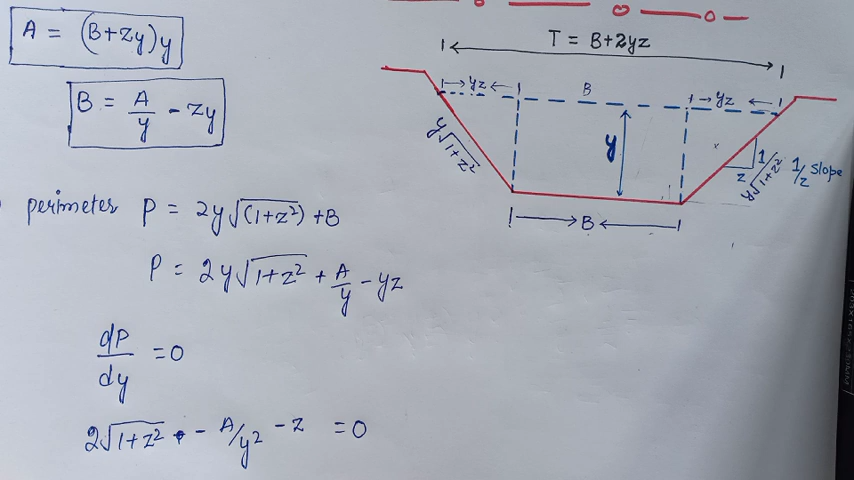 A = (B+zy)y
B = A/y - zy
perimeter P = 2y√(1+z²) + B
P = 2y√1+z² + A/y - yz
dP/dy = 0
2√1+z² - A/y² - z = 0
T = B+2yz
yz
B
yz
y√1+z²
y
1
z
y√1+z²
1/z slope
B